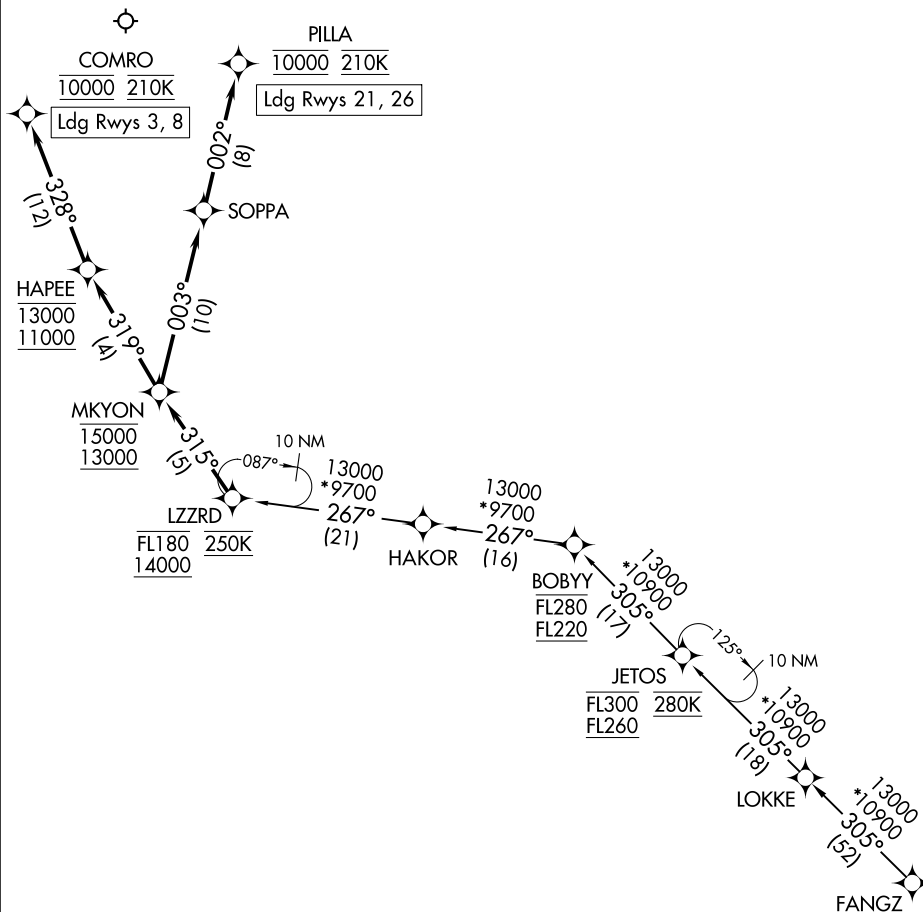 COMRO
10000 210K
Ldg Rwys 3, 8
PILLA
10000 210K
Ldg Rwys 21, 26
328°
(12)
002°
(8)
SOPPA
HAPEE
13000
11000
319°
(4)
003°
(10)
MKYON
15000
13000
315°
(5)
087°
10 NM
LZZRD
FL180 250K
14000
13000
*9700
267°
(21)
HAKOR
13000
*9700
267°
(16)
BOBYY
FL280
FL220
13000
*10900
305°
(17)
125°
10 NM
JETOS
FL300 280K
FL260
13000
*10900
305°
(18)
LOKKE
13000
*10900
305°
(52)
FANGZ